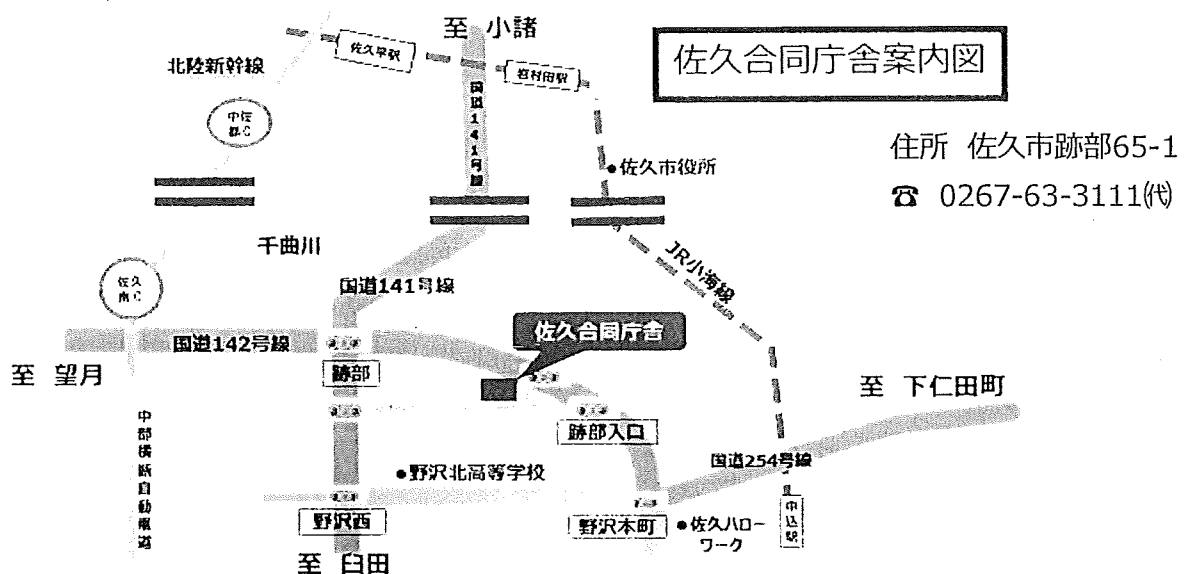 至 小諸
佐久合同庁舎案内図
佐久平駅
北陸新幹線
岩村田駅
国道141号線
中佐都IC
住所 佐久市跡部65-1
佐久市役所
☎ 0267-63-3111㈹
千曲川
JR小海線
佐久南IC
国道141号線
佐久合同庁舎
国道142号線
至 望月
跡部
至 下仁田町
中部横断自動車道
跡部入口
国道254号線
野沢北高等学校
野沢西
野沢本町
佐久ハロー
ワーク
中込駅
至 臼田